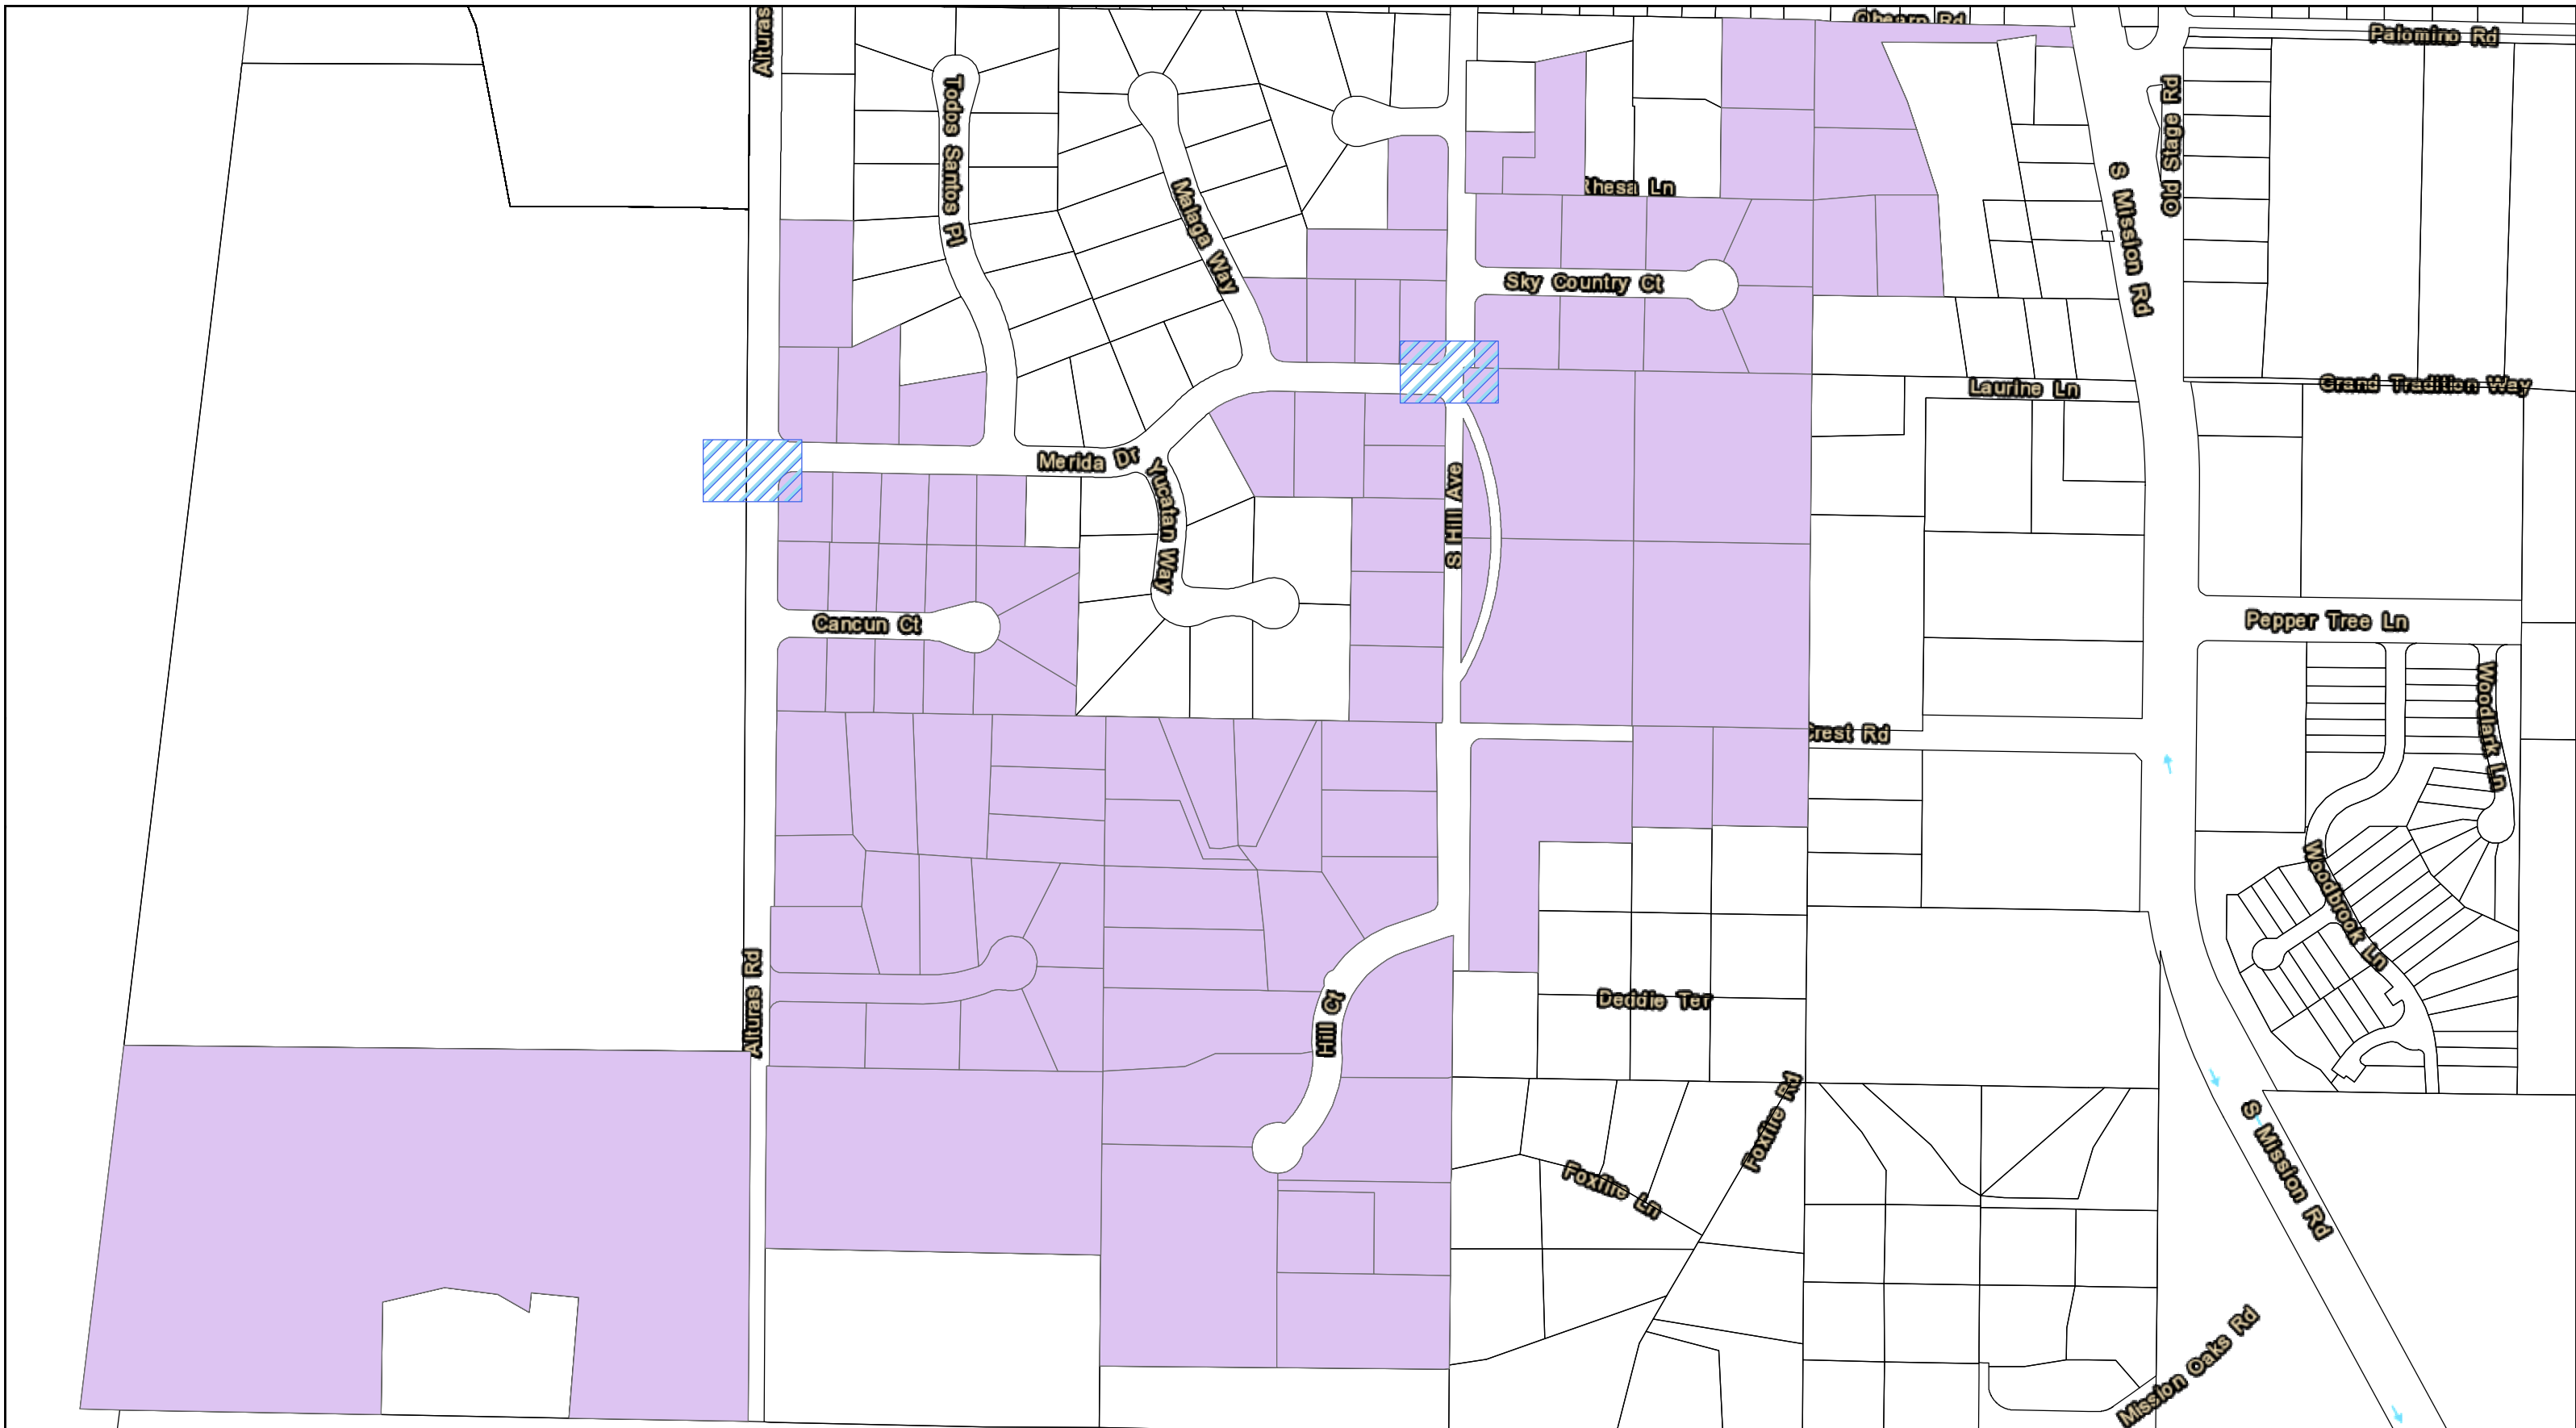 Alturas
Obearn Rd
Palomino Rd
Todos Santos Pl
Malaga Way
Rhesa Ln
S Mission Rd
Old Stage Rd
Sky Country Ct
Laurine Ln
Grand Tradition Way
Merida Dr
Yucatan Way
S Hill Ave
Cancun Ct
Pepper Tree Ln
Woodlark Ln
Crest Rd
Woodbrook Ln
Alturas Rd
Hill Ct
Deddie Ter
Foxfire Rd
Foxfire Ln
S Mission Rd
Mission Oaks Rd